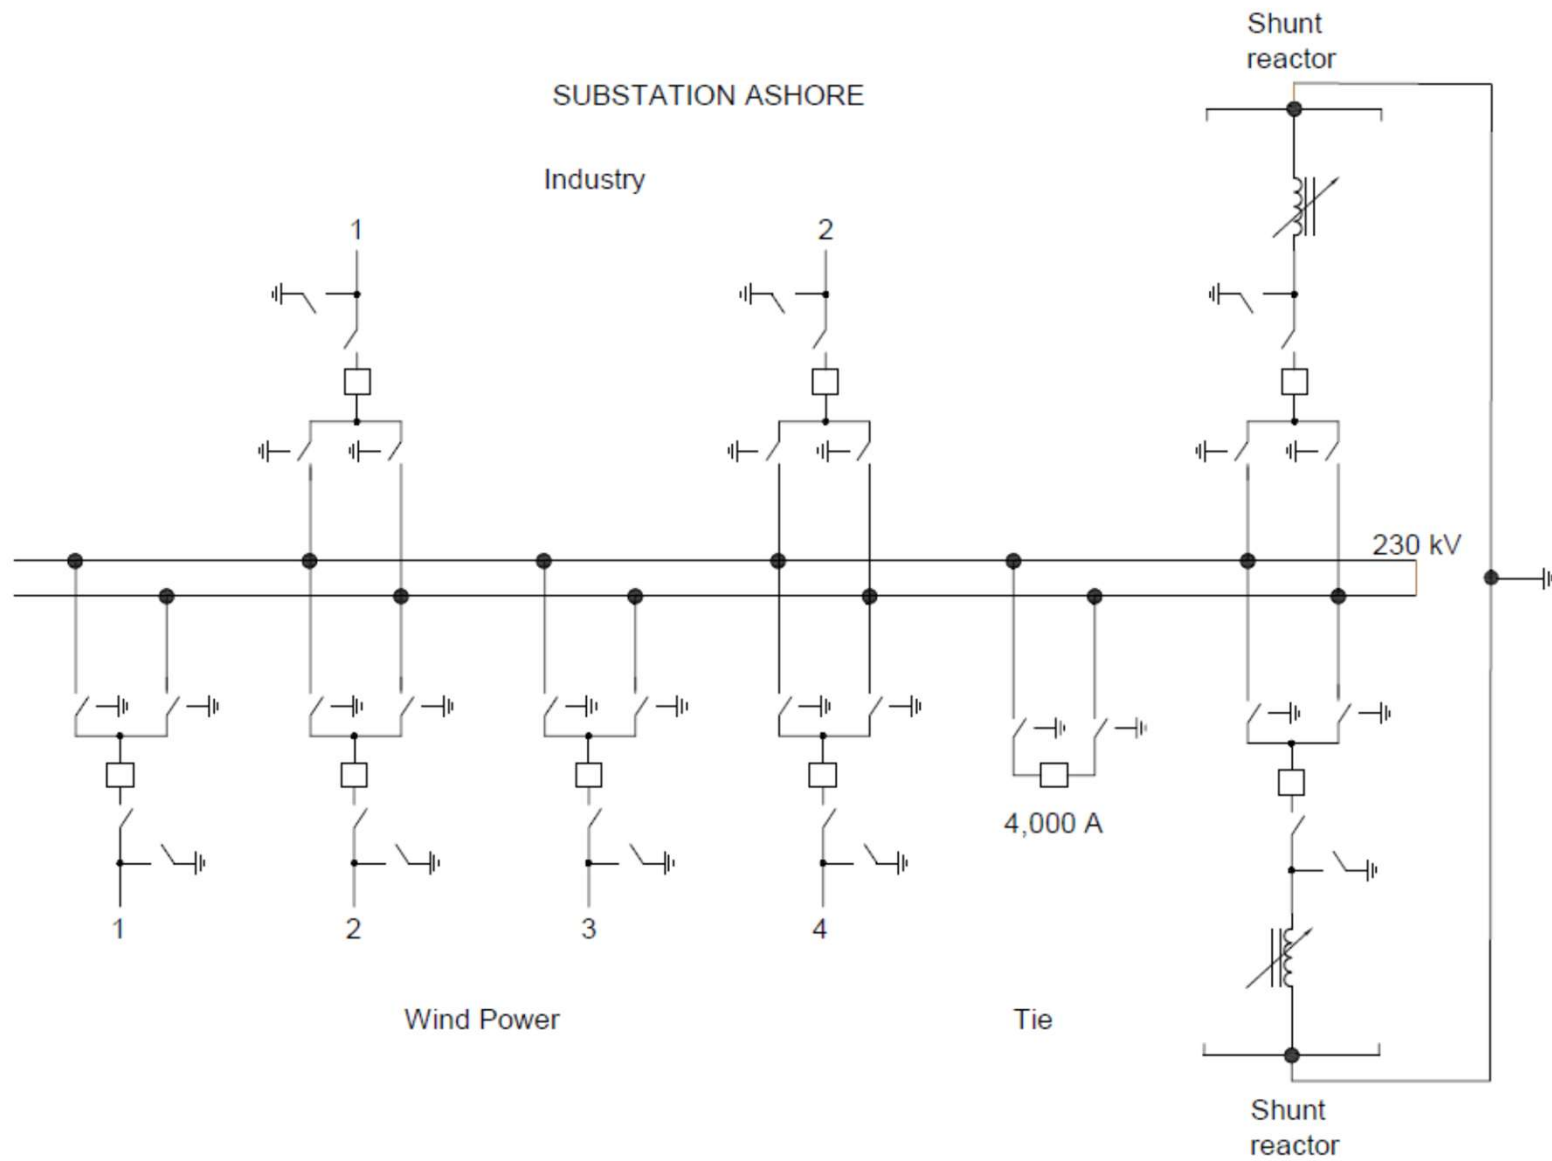 Shunt
reactor
SUBSTATION ASHORE
Industry
1
2
230 kV
4,000 A
1
2
3
4
Wind Power
Tie
Shunt
reactor